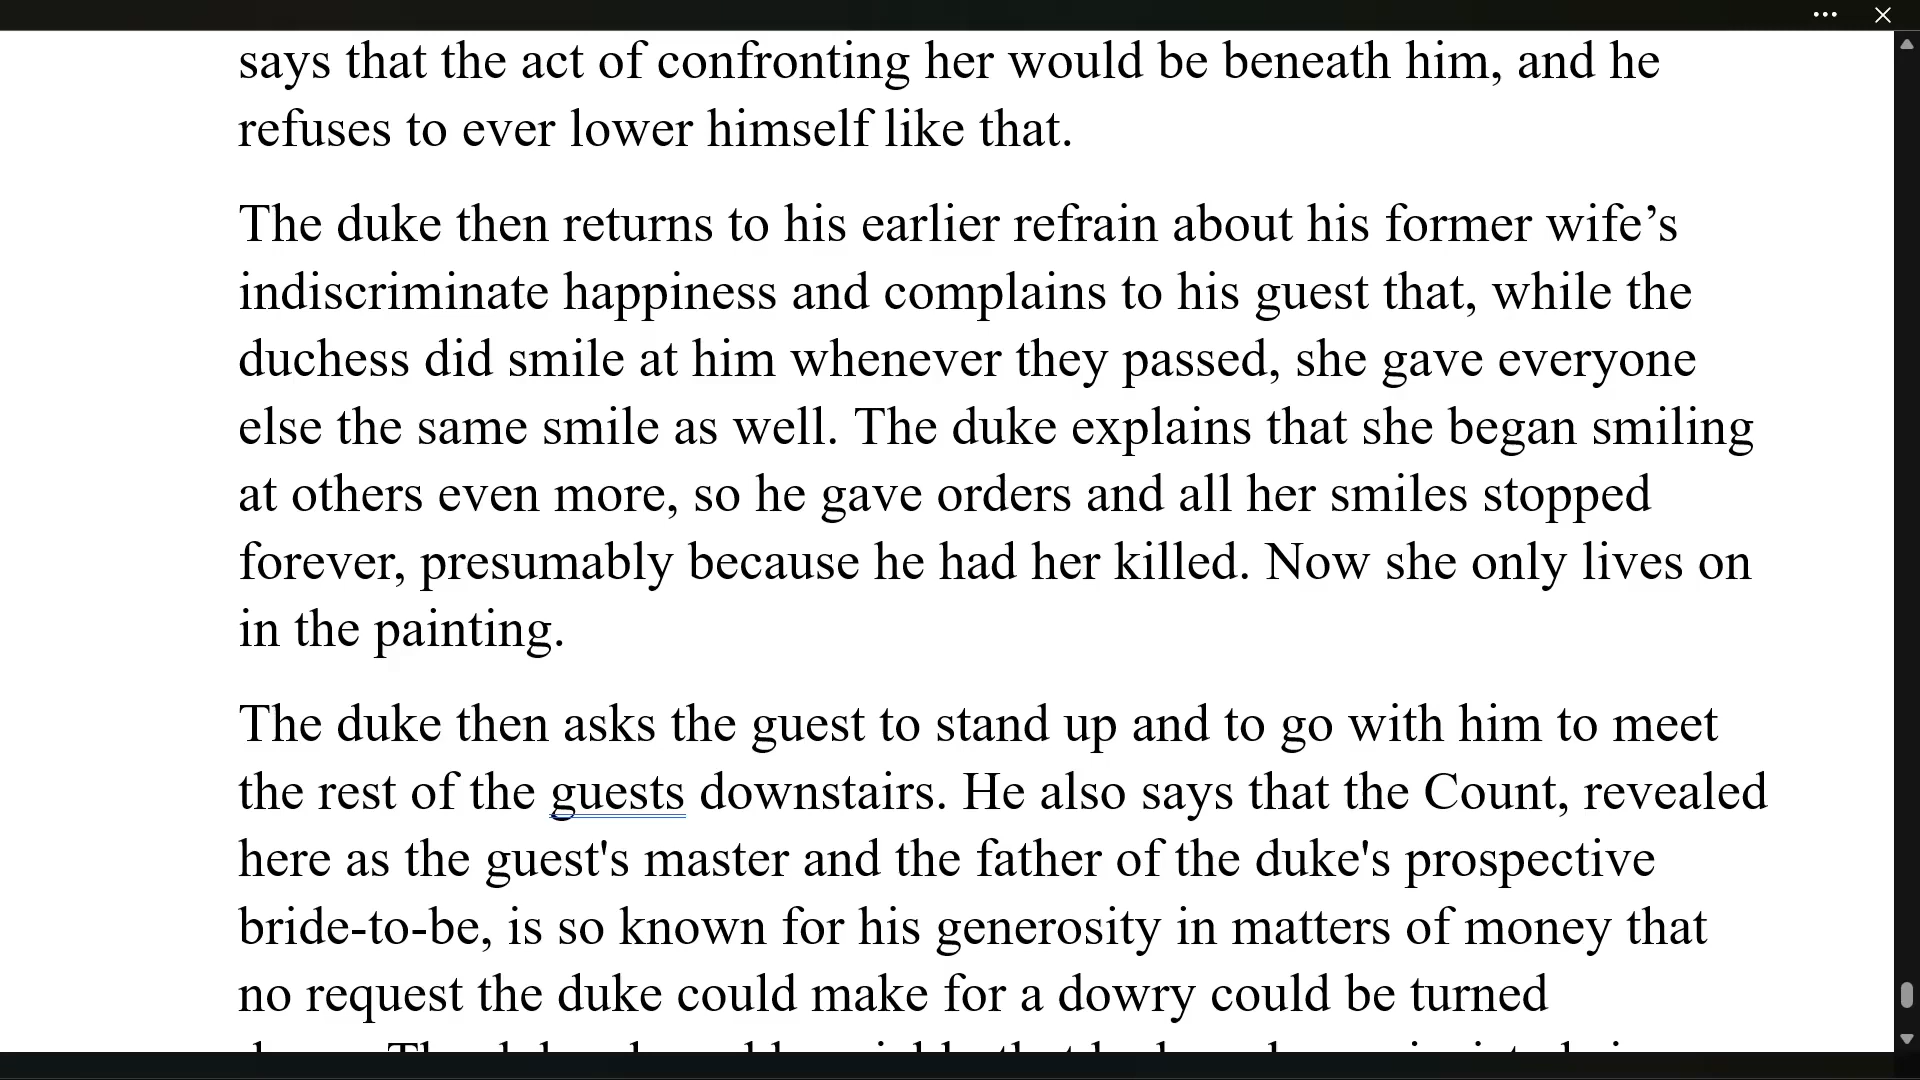 says that the act of confronting her would be beneath him, and he
refuses to ever lower himself like that.
The duke then returns to his earlier refrain about his former wife’s
indiscriminate happiness and complains to his guest that, while the
duchess did smile at him whenever they passed, she gave everyone
else the same smile as well. The duke explains that she began smiling
at others even more, so he gave orders and all her smiles stopped
forever, presumably because he had her killed. Now she only lives on
in the painting.
The duke then asks the guest to stand up and to go with him to meet
the rest of the guests downstairs. He also says that the Count, revealed
here as the guest's master and the father of the duke's prospective
bride-to-be, is so known for his generosity in matters of money that
no request the duke could make for a dowry could be turned